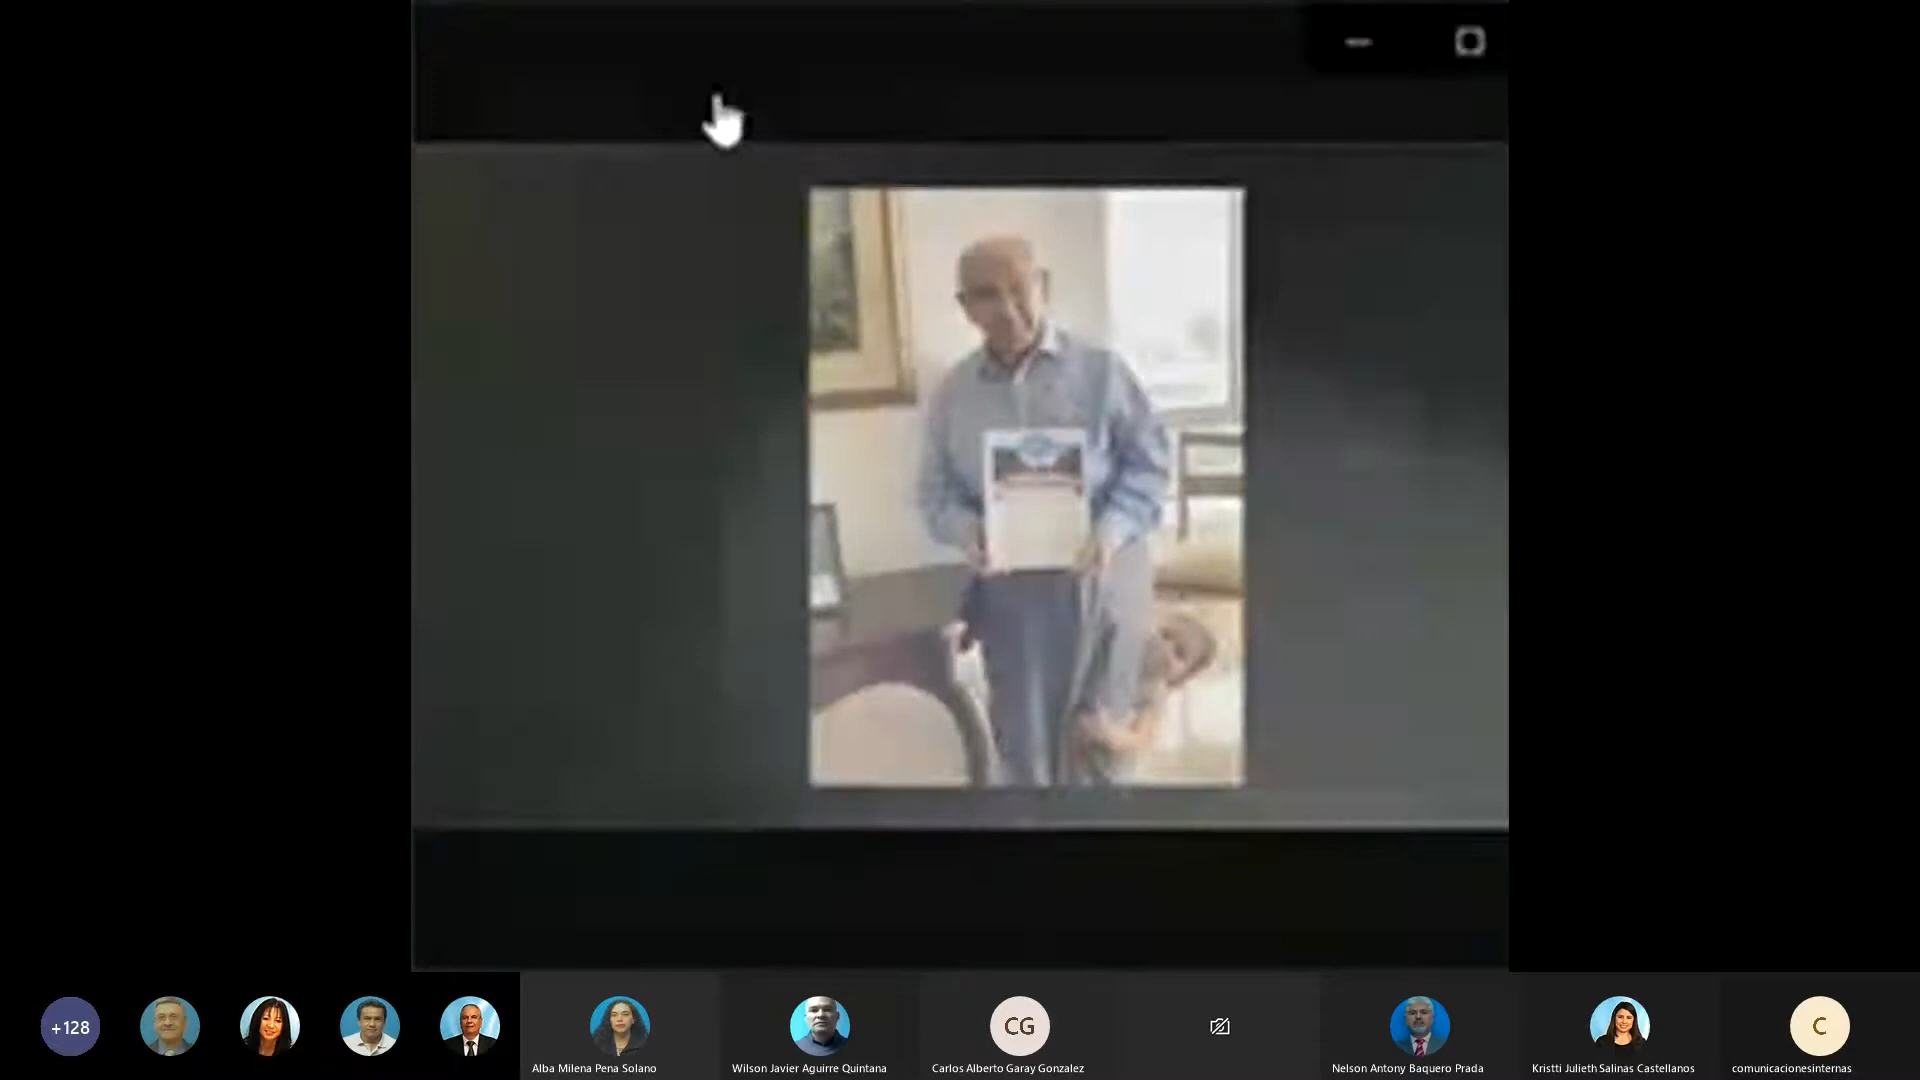 +128
Alba Milena Pena Solano
Wilson Javier Aguirre Quintana
CG
Carlos Alberto Garay Gonzalez
Nelson Antony Baquero Prada
Kristti Julieth Salinas Castellanos
C
comunicacionesinternas